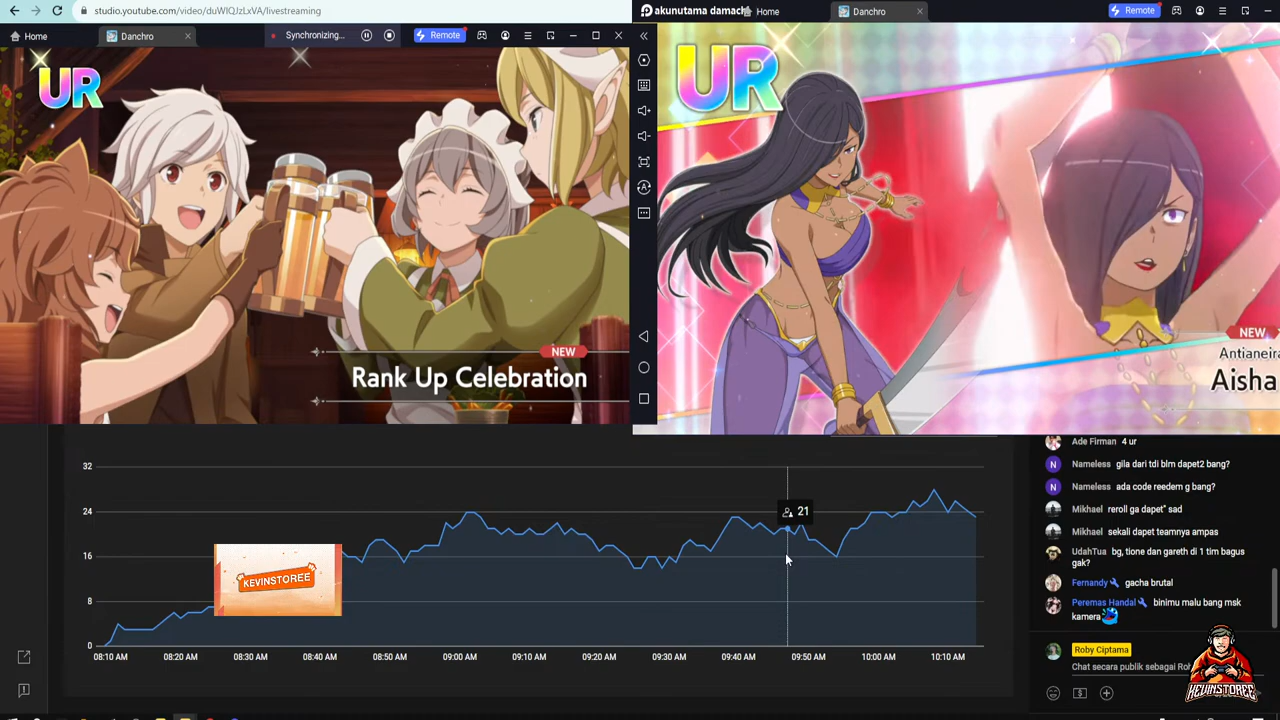 studio.youtube.com/video/duWIQJzLxVA/livestreaming
Home
Danchro
Synchronizing...
Remote
akunutama damach
Home
Danchro
Remote
UR
NEW
Rank Up Celebration
UR
NEW
Antianeira
Aisha
32
24
16
8
0
21
KEVINSTOREE
08:10 AM
08:20 AM
08:30 AM
08:40 AM
08:50 AM
09:00 AM
09:10 AM
09:20 AM
09:30 AM
09:40 AM
09:50 AM
10:00 AM
10:10 AM
Ade Firman 4 ur
N Nameless gila dari tdi blm dapet2 bang?
N Nameless ada code reedem g bang?
Mikhael reroll ga dapet" sad
Mikhael sekali dapet teamnya ampas
UdahTua bg, tione dan gareth di 1 tim bagus
gak?
Fernandy gacha brutal
Peremas Handal binimu malu bang msk
kamera
Roby Ciptama
Chat secara publik sebagai Rob
KEVINSTOREE